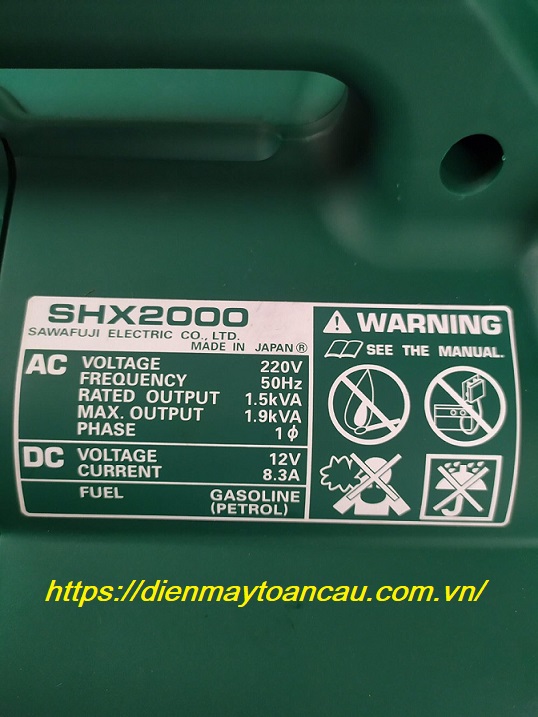 SHX2000
SAWAFUJI ELECTRIC CO., LTD.
MADE IN JAPAN ®
AC VOLTAGE 220V
FREQUENCY 50Hz
RATED OUTPUT 1.5kVA
MAX. OUTPUT 1.9kVA
PHASE 1ϕ
DC VOLTAGE 12V
CURRENT 8.3A
FUEL GASOLINE
(PETROL)
⚠ WARNING
SEE THE MANUAL.
https://dienmaytoancau.com.vn/